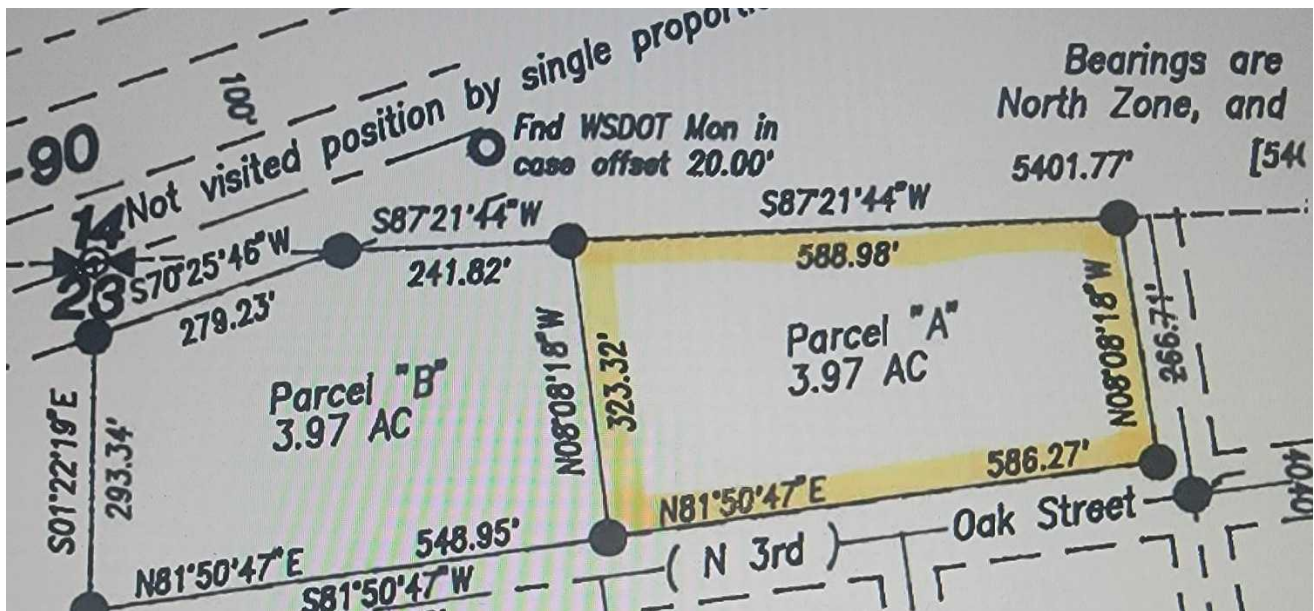 Not visited position by single
Bearings are
North Zone, and
100'
-90
Fnd WSDOT Mon in
case offset 20.00'
5401.77'
[54
14
23
S70°25'46"W
279.23'
S87°21'44"W
241.82'
S87°21'44"W
588.98'
N08°08'18"W
323.32'
Parcel "A"
3.97 AC
N08°08'18"W
266.71'
Parcel "B"
3.97 AC
S01°22'19"E
293.34'
586.27'
N81°50'47"E
548.95'
N81°50'47"E
S81°50'47"W
( N 3rd )
Oak Street